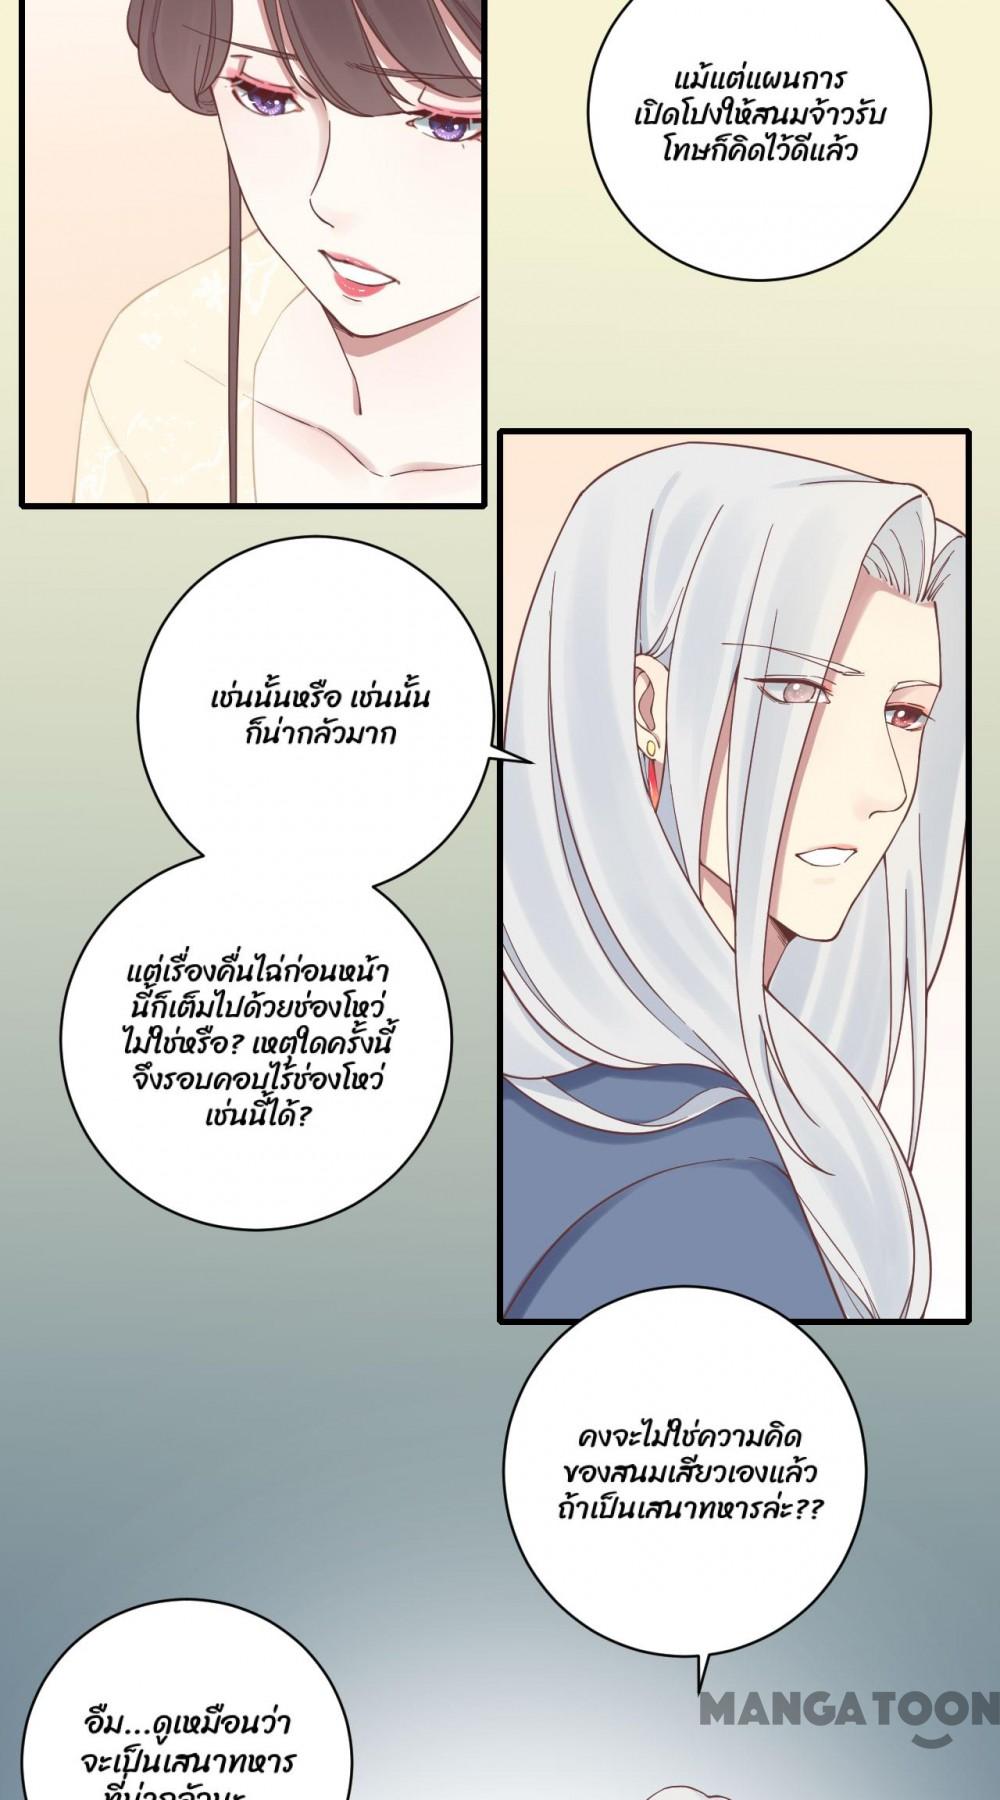 แม้แต่แผนการ
เปิดโปงให้สนมจ้าวรับ
โทษก็คิดไว้ดีแล้ว
เช่นนั้นหรือ เช่นนั้น
ก็น่ากลัวมาก
แต่เรื่องคื่นไฉ่ก่อนหน้า
นี้ก็เต็มไปด้วยช่องโหว่
ไม่ใช่หรือ? เหตุใดครั้งนี้
จึงรอบคอบไร้ช่องโหว่
เช่นนี้ได้?
คงจะไม่ใช่ความคิด
ของสนมเสียวเองแล้ว
ถ้าเป็นเสนาทหารล่ะ??
MANGATOON
อืม...ดูเหมือนว่า
จะเป็นเสนาทหาร
ที่น่ากลัวนะ